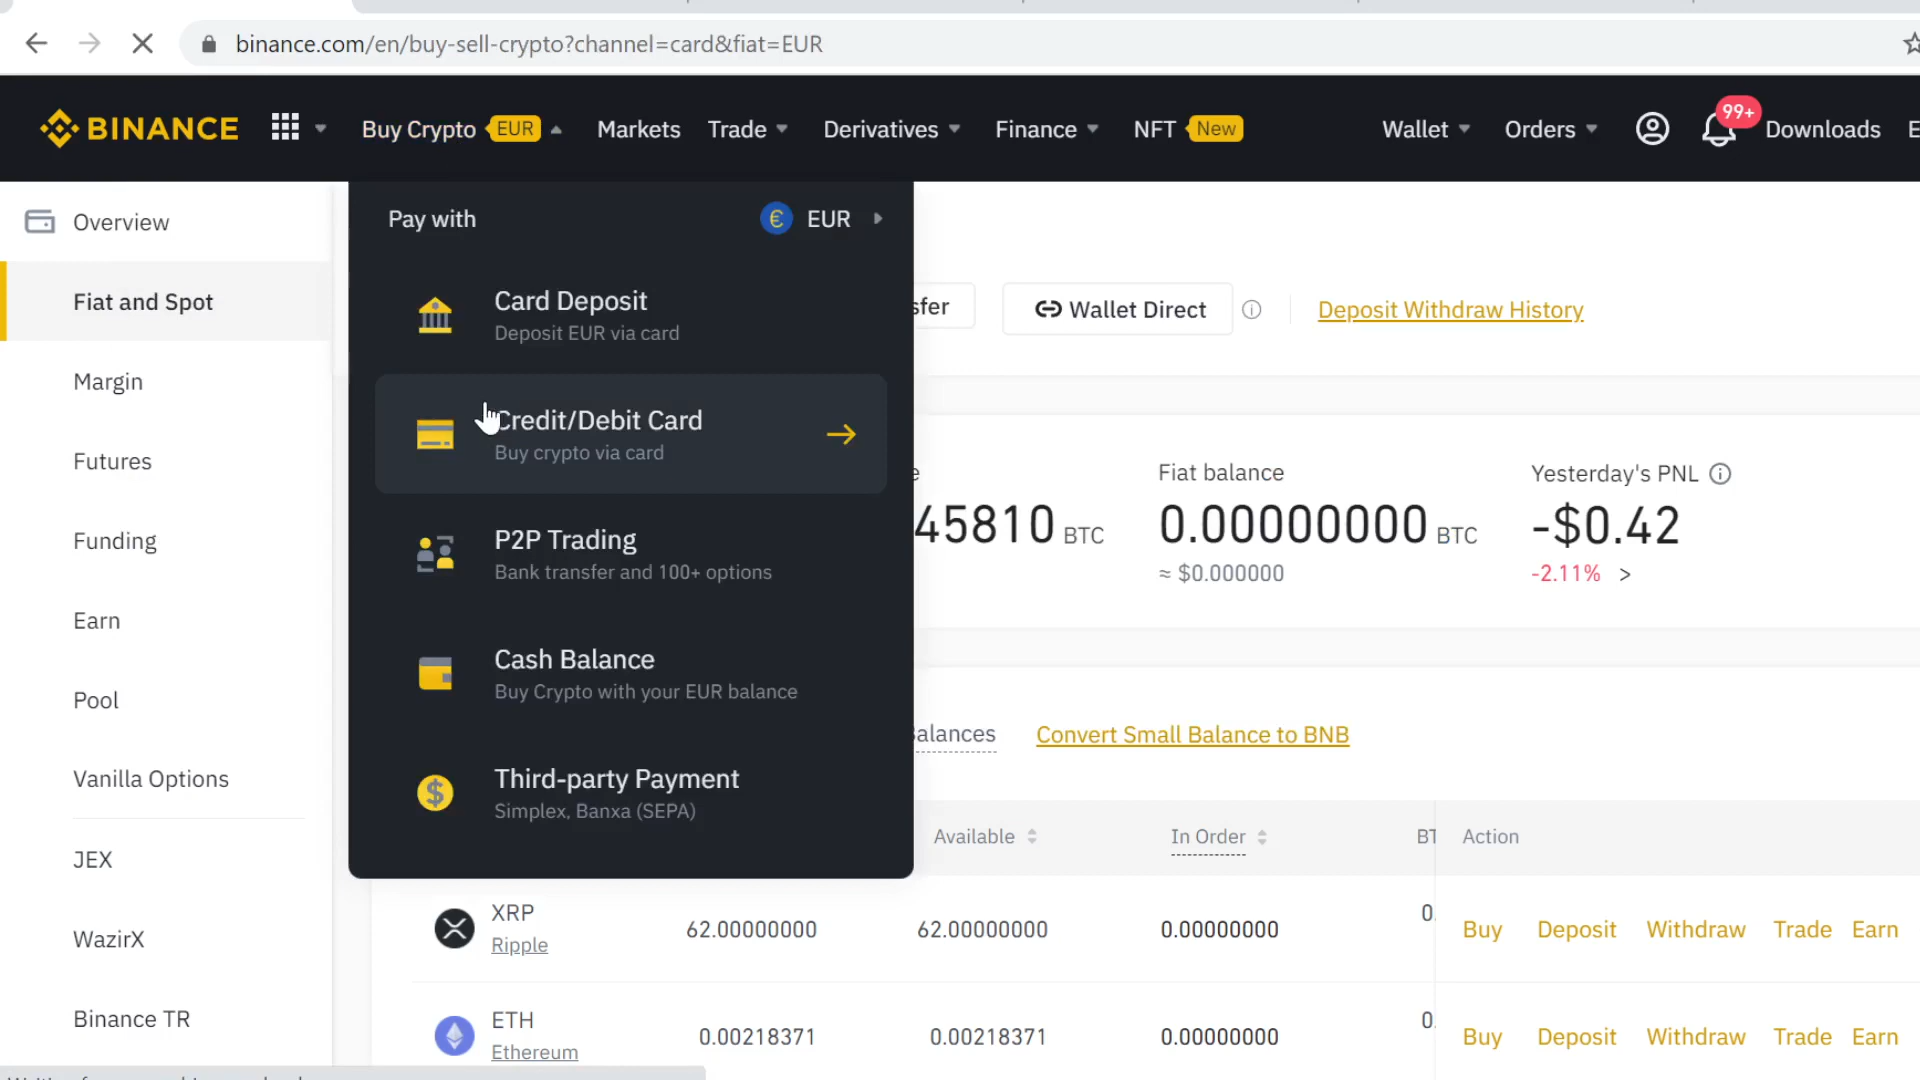 binance.com/en/buy-sell-crypto?channel=card&fiat=EUR
BINANCE Buy Crypto EUR Markets Trade Derivatives Finance NFT New Wallet Orders 99+ Downloads
Overview
Fiat and Spot
Margin
Futures
Funding
Earn
Pool
Vanilla Options
JEX
WazirX
Binance TR
Pay with € EUR
Card Deposit
Deposit EUR via card
Credit/Debit Card
Buy crypto via card
P2P Trading
Bank transfer and 100+ options
Cash Balance
Buy Crypto with your EUR balance
$ Third-party Payment
Simplex, Banxa (SEPA)
sfer Wallet Direct Deposit Withdraw History
Fiat balance Yesterday's PNL
45810 BTC 0.00000000 BTC -$0.42
≈ $0.000000 -2.11% >
alances Convert Small Balance to BNB
Available In Order BT Action
XRP
Ripple
62.00000000 62.00000000 0.00000000 0. Buy Deposit Withdraw Trade Earn
ETH
Ethereum
0.00218371 0.00218371 0.00000000 0. Buy Deposit Withdraw Trade Earn